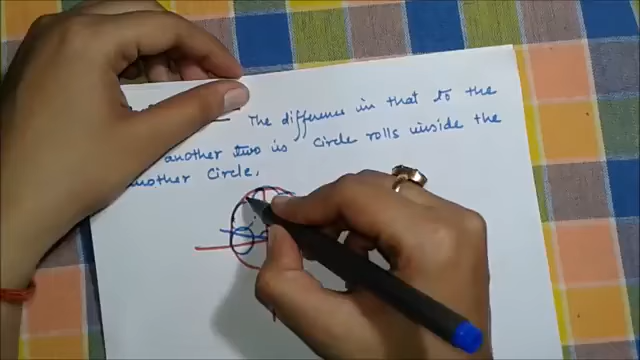 The difference in that to the
another two is circle rolls inside the
another circle.